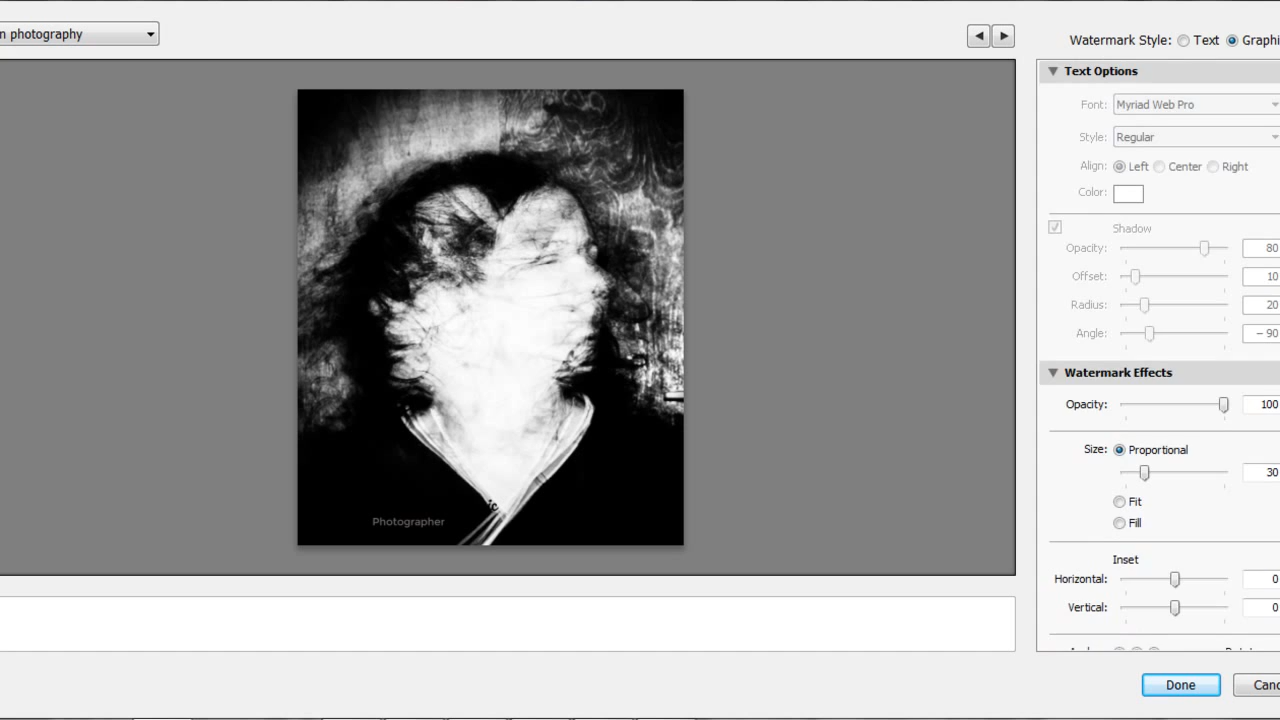 n photography
Watermark Style: Text Graphi
Text Options
Font: Myriad Web Pro
Style: Regular
Align: Left Center Right
Color:
Shadow
Opacity: 80
Offset: 10
Radius: 20
Angle: – 90
Watermark Effects
Opacity: 100
Size: Proportional
30
Fit
Fill
Inset
Horizontal: 0
Vertical: 0
Photographer
Done Canc